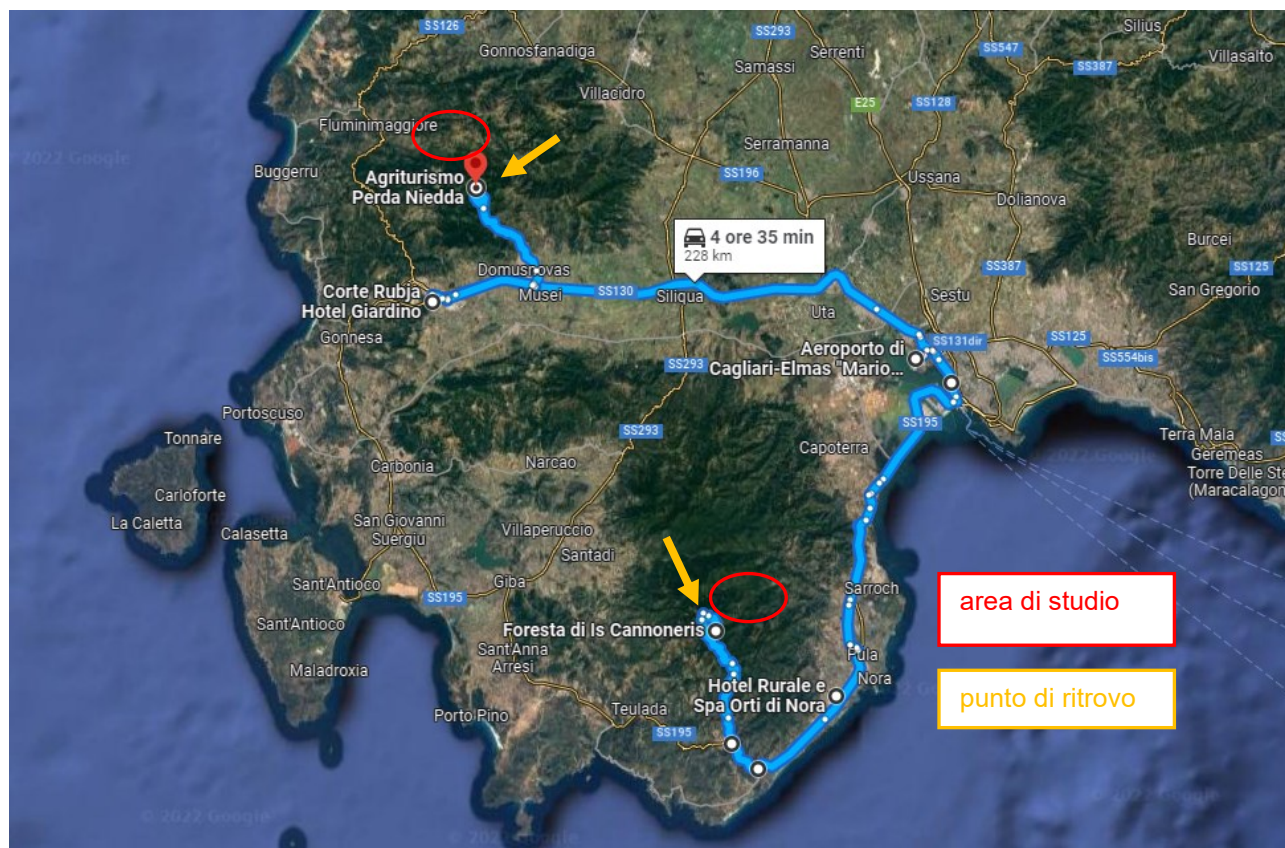 SS126
Silius
Gonnosfanadiga
SS293
Serrenti
SS547
SS387
Villasalto
Samassi
Villacidro
E25
SS128
Fluminimaggiore
Serramanna
2022 Google
Buggerru
SS196
Ussana
Agriturismo
Perda Niedda
Dolianova
4 ore 35 min
228 km
Burcei
Domusnovas
SS125
Musei
SS130
Siliqua
Sestu
San Gregorio
Corte Rubja
Hotel Giardino
Uta
Gonnesa
SS131dir
SS125
Aeroporto di
Cagliari-Elmas "Mario...
SS554bis
SS387
SS293
Portoscuso
SS195
Tonnare
SS293
Terra Mala
Capoterra
Geremeas
Carbonia
Narcao
Torre Delle Ste
(Maracalagon
Carloforte
La Caletta
San Giovanni
Suergiu
Villaperuccio
Calasetta
Santadi
Sant'Antioco
Giba
SS195
Sarroch
area di studio
Sant'Antioco
Foresta di Is Cannoneris
Sant'Anna
Arresi
Pula
Maladroxia
Hotel Rurale e
Spa Orti di Nora
Nora
punto di ritrovo
Teulada
Porto Pino
SS195
© 2022 Google